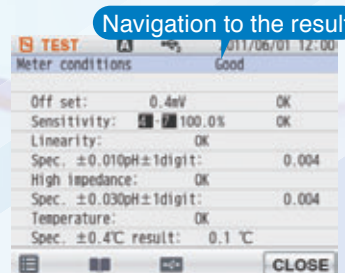 Navigation to the result
TEST A 2011/06/01 12:00
Meter conditions Good
Off set: 0.4mV OK
Sensitivity: 4-7 100.0% OK
Linearity: OK
Spec. ±0.010pH±1digit: 0.004
High impedance: OK
Spec. ±0.030pH±1digit: 0.004
Temperature: OK
Spec. ±0.4℃ result: 0.1 ℃
CLOSE